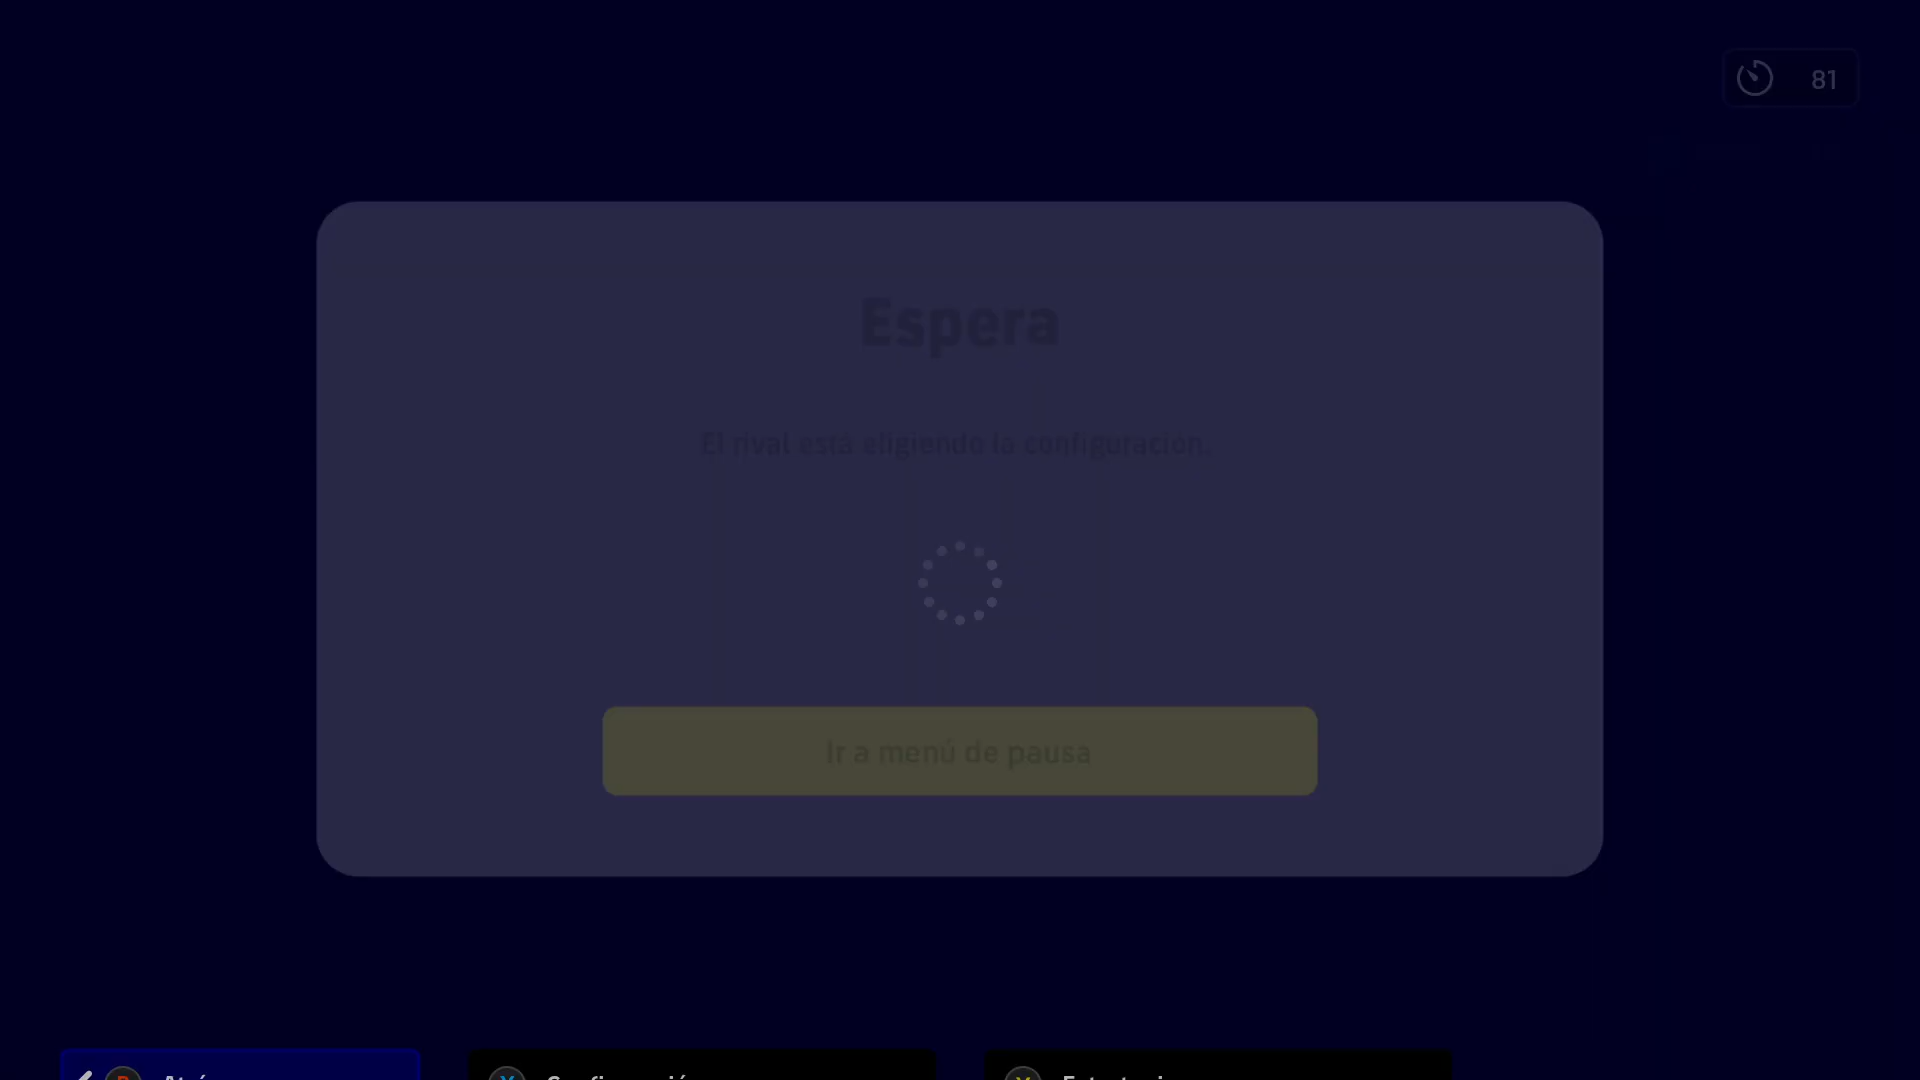 81
Espera
El rival está eligiendo la configuración.
Ir a menú de pausa